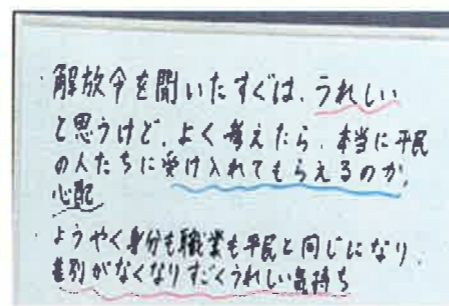 ・解放令を聞いたすぐは、うれしい
と思うけど、よく考えたら、本当に平民
の人たちに受け入れてもらえるのか、
心配
・ようやく身分も職業も平民と同じになり、
差別がなくなりすごくうれしい気持ち